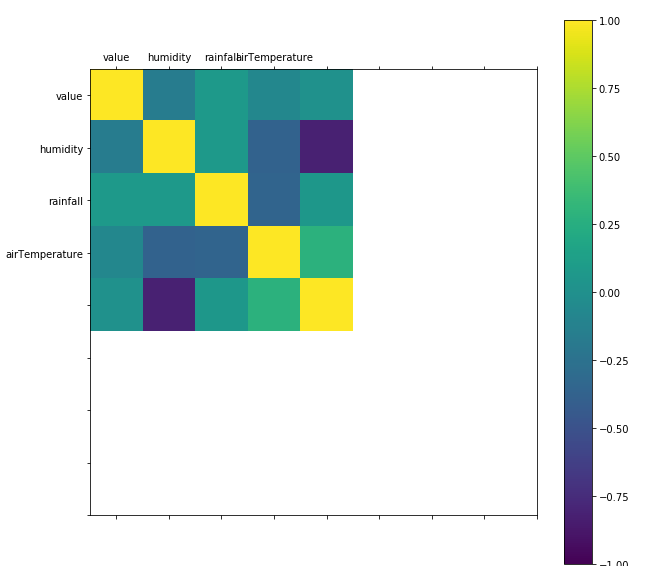 value humidity rainfall airTemperature
value
humidity
rainfall
airTemperature
1.00
0.75
0.50
0.25
0.00
−0.25
−0.50
−0.75
−1.00